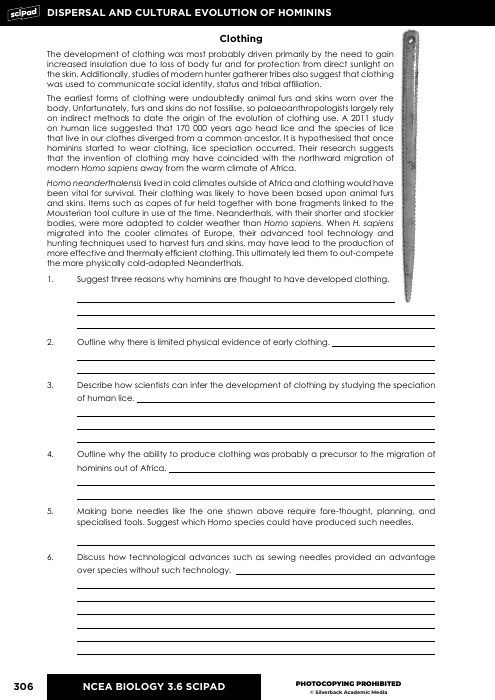 scipad
DISPERSAL AND CULTURAL EVOLUTION OF HOMININS
Clothing
The development of clothing was most probably driven primarily by the need to gain
increased insulation due to loss of body fur and for protection from direct sunlight on
the skin. Additionally, studies of modern hunter gatherer tribes also suggest that clothing
was used to communicate social identity, status and tribal affiliation.
The earliest forms of clothing were undoubtedly animal furs and skins worn over the
body. Unfortunately, furs and skins do not fossilise, so palaeoanthropologists largely rely
on indirect methods to date the origin of the evolution of clothing use. A 2011 study
on human lice suggested that 170 000 years ago head lice and the species of lice
that live in our clothes diverged from a common ancestor. It is hypothesised that once
hominins started to wear clothing, lice speciation occurred. Their research suggests
that the invention of clothing may have coincided with the northward migration of
modern Homo sapiens away from the warm climate of Africa.
Homo neanderthalensis lived in cold climates outside of Africa and clothing would have
been vital for survival. Their clothing was likely to have been based upon animal furs
and skins. Items such as capes of fur held together with bone fragments linked to the
Mousterian tool culture in use at the time. Neanderthals, with their shorter and stockier
bodies, were more adapted to colder weather than Homo sapiens. When H. sapiens
migrated into the cooler climates of Europe, their advanced tool technology and
hunting techniques used to harvest furs and skins, may have lead to the production of
more effective and thermally efficient clothing. This ultimately led them to out-compete
the more physically cold-adapted Neanderthals.
1. Suggest three reasons why hominins are thought to have developed clothing.
2. Outline why there is limited physical evidence of early clothing.
3. Describe how scientists can infer the development of clothing by studying the speciation
of human lice.
4. Outline why the ability to produce clothing was probably a precursor to the migration of
hominins out of Africa.
5. Making bone needles like the one shown above require fore-thought, planning, and
specialised tools. Suggest which Homo species could have produced such needles.
6. Discuss how technological advances such as sewing needles provided an advantage
over species without such technology.
306
NCEA BIOLOGY 3.6 SCIPAD
PHOTOCOPYING PROHIBITED
© Silverback Academic Media